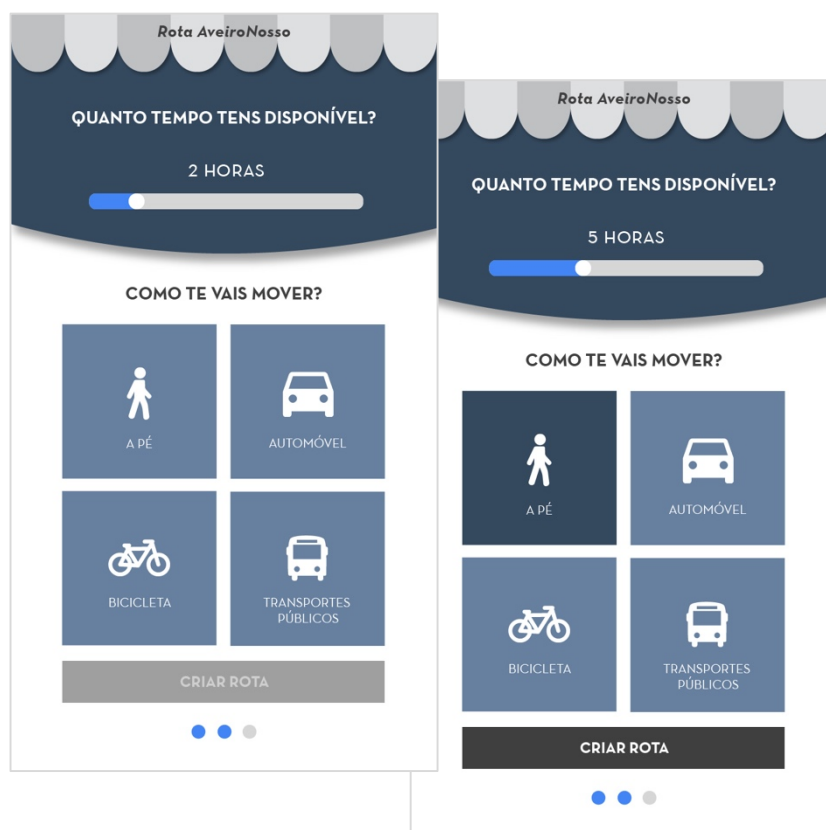 Rota AveiroNosso
QUANTO TEMPO TENS DISPONÍVEL?
2 HORAS
COMO TE VAIS MOVER?
A PÉ
AUTOMÓVEL
BICICLETA
TRANSPORTES
PÚBLICOS
CRIAR ROTA
Rota AveiroNosso
QUANTO TEMPO TENS DISPONÍVEL?
5 HORAS
COMO TE VAIS MOVER?
A PÉ
AUTOMÓVEL
BICICLETA
TRANSPORTES
PÚBLICOS
CRIAR ROTA